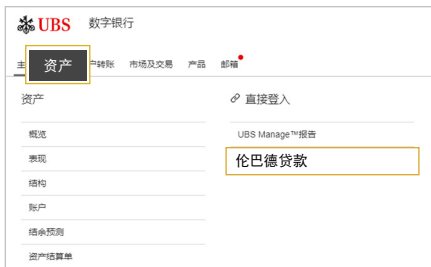 UBS 数字银行
主 资产 户转账 市场及交易 产品 邮箱
资产
直接登入
概览
UBS Manage™报告
表现
伦巴德贷款
结构
账户
结余预测
资产结算单